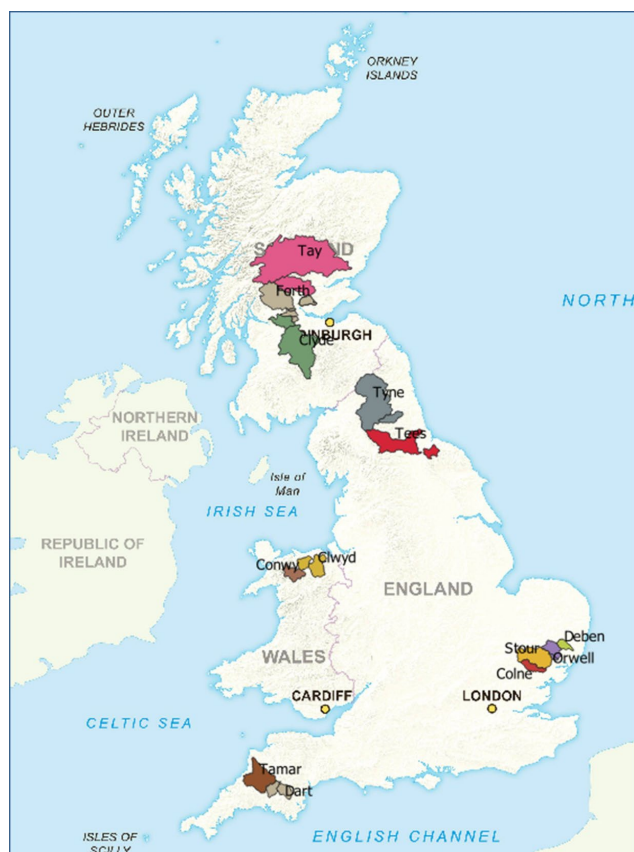 ORKNEY
ISLANDS
OUTER
HEBRIDES
Tay
Forth
NORTH
INBURGH
Clyde
Tyne
NORTHERN
IRELAND
Tees
Isle of
Man
IRISH SEA
REPUBLIC OF
IRELAND
Clwyd
Conwy
ENGLAND
Deben
Stour
Orwell
WALES
Colne
CARDIFF
LONDON
CELTIC SEA
Tamar
Dart
ISLES OF
SCILLY
ENGLISH CHANNEL